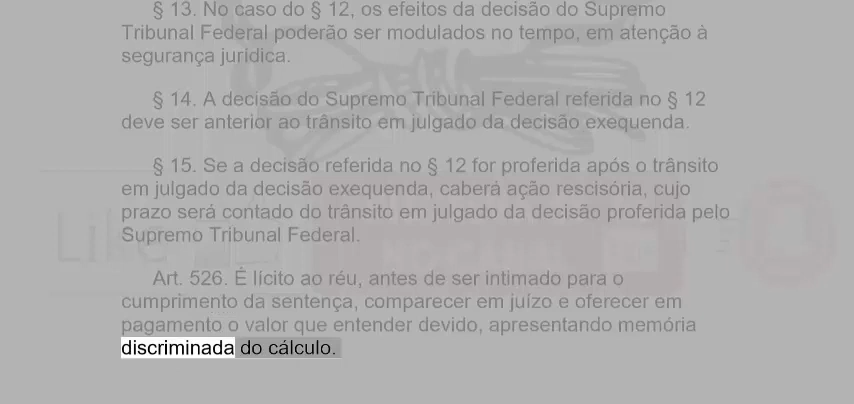 § 13. No caso do § 12, os efeitos da decisão do Supremo
Tribunal Federal poderão ser modulados no tempo, em atenção à
segurança jurídica.
§ 14. A decisão do Supremo Tribunal Federal referida no § 12
deve ser anterior ao trânsito em julgado da decisão exequenda.
§ 15. Se a decisão referida no § 12 for proferida após o trânsito
em julgado da decisão exequenda, caberá ação rescisória, cujo
prazo será contado do trânsito em julgado da decisão proferida pelo
Supremo Tribunal Federal.
Like
Art. 526. É lícito ao réu, antes de ser intimado para o
cumprimento da sentença, comparecer em juízo e oferecer em
pagamento o valor que entender devido, apresentando memória
discriminada do cálculo.